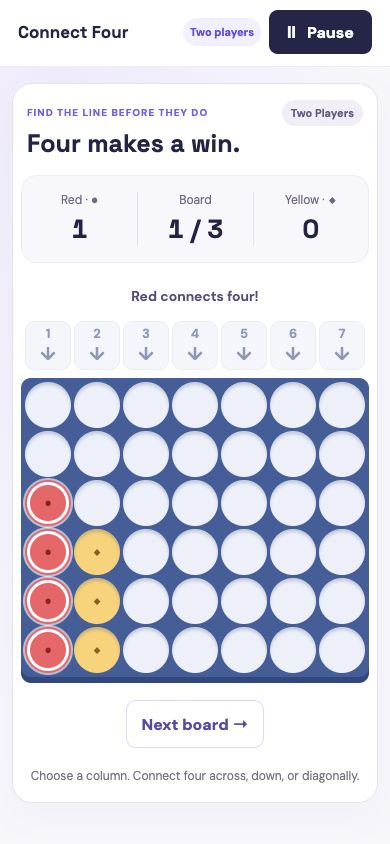 Connect Four
Two players
Pause
FIND THE LINE BEFORE THEY DO
Two Players
Four makes a win.
Red · ●
Board
Yellow · ◆
1
1 / 3
0
Red connects four!
1 2 3 4 5 6 7
↓ ↓ ↓ ↓ ↓ ↓ ↓
Next board →
Choose a column. Connect four across, down, or diagonally.